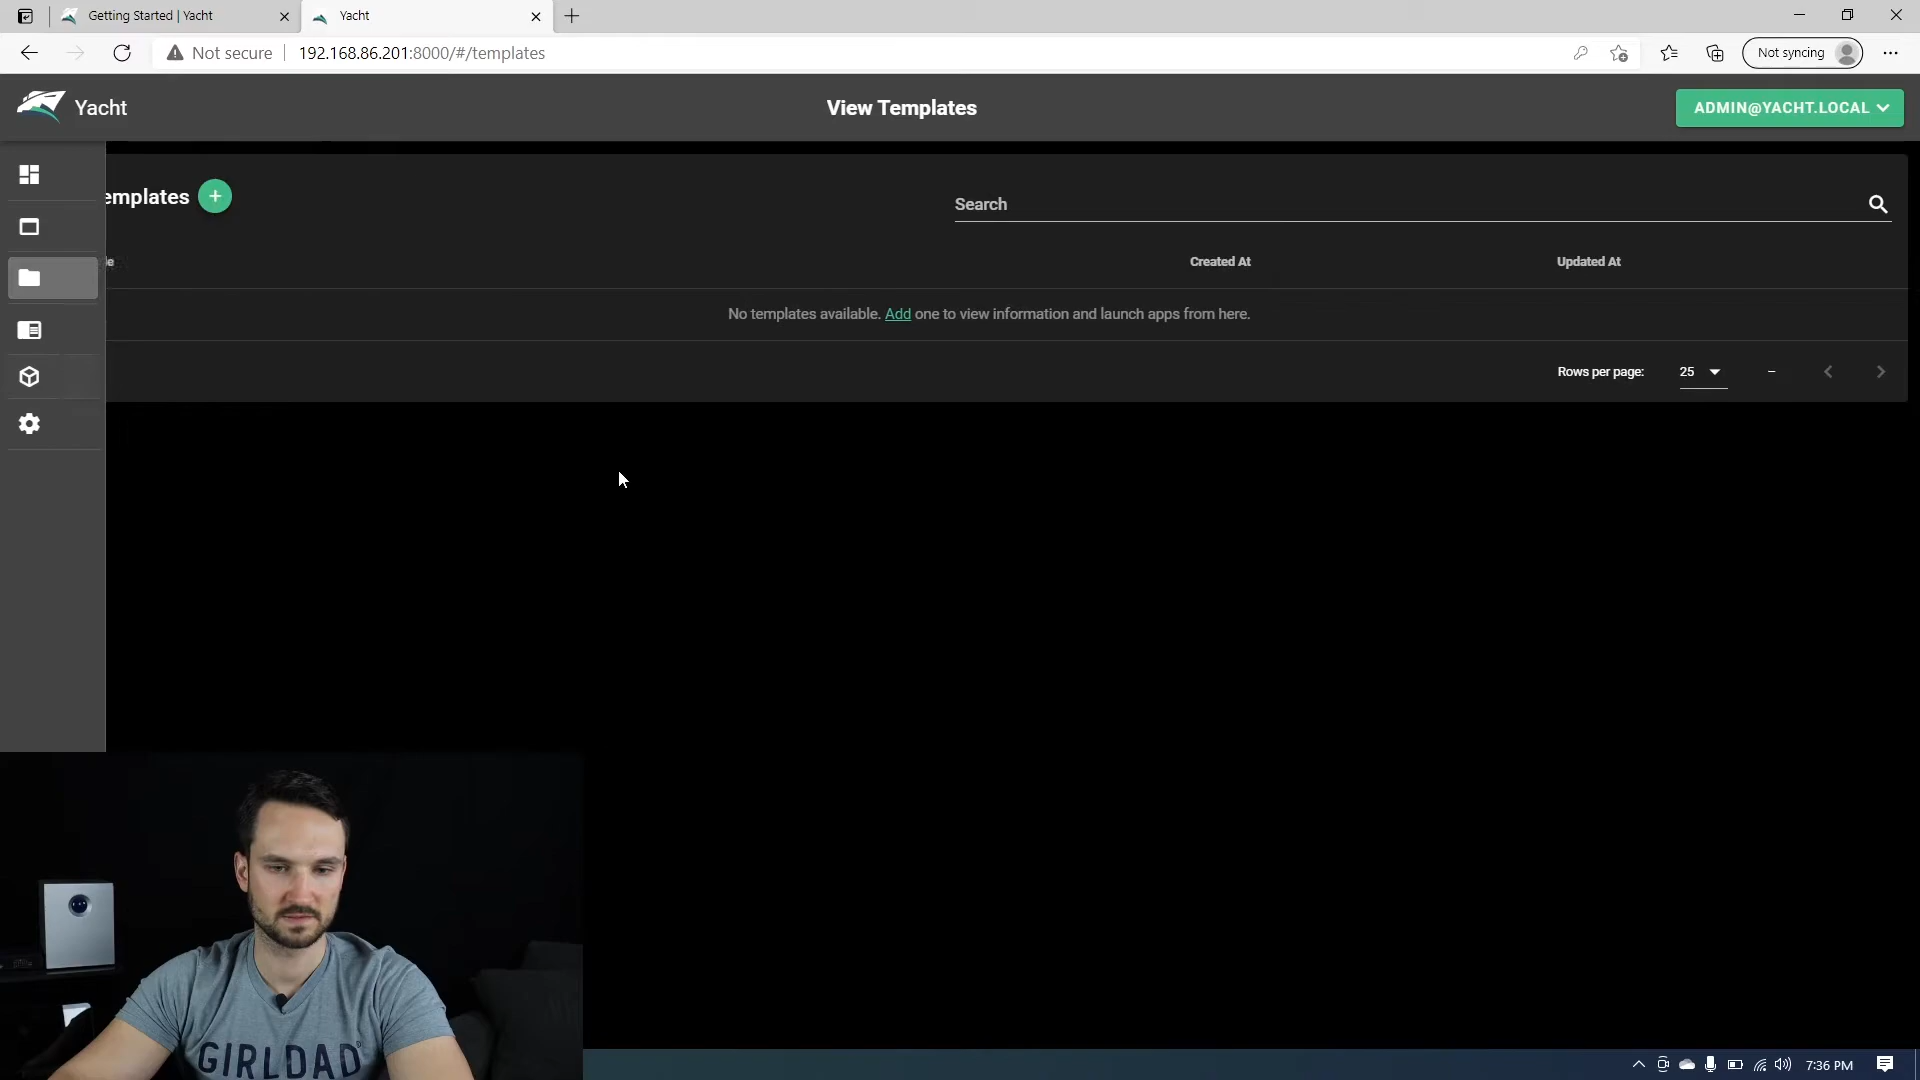 Getting Started | Yacht
Yacht
Not secure
192.168.86.201:8000/#/templates
Not syncing
Yacht
View Templates
ADMIN@YACHT.LOCAL
emplates
Search
le
Created At
Updated At
No templates available. Add one to view information and launch apps from here.
Rows per page:
25
–
GIRLDAD
7:36 PM